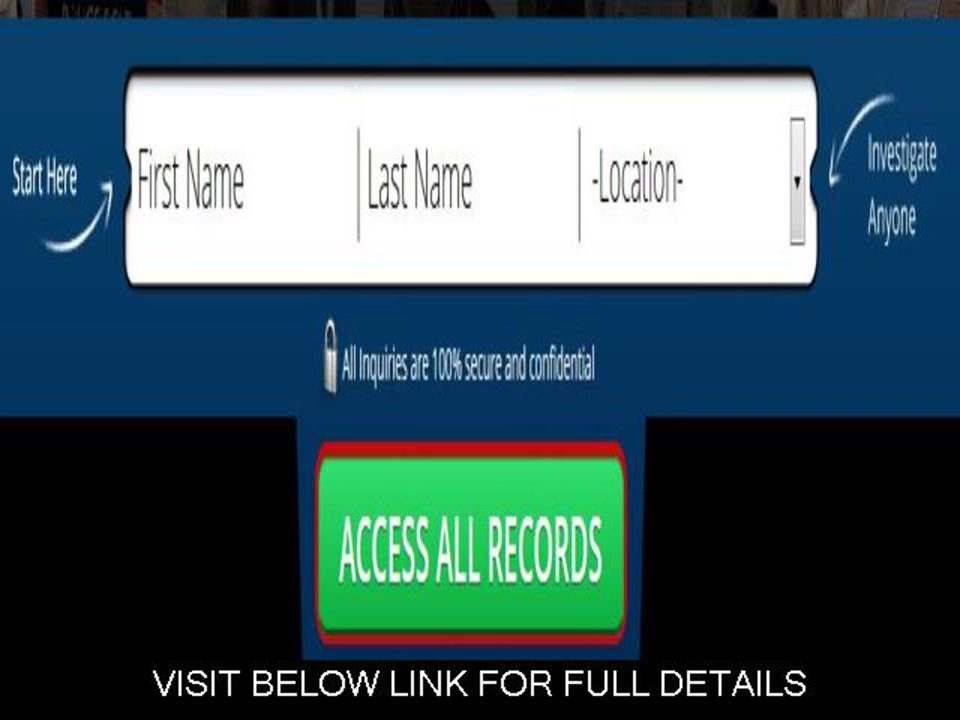 Start Here
First Name
Last Name
-Location-
Investigate
Anyone
All Inquiries are 100% secure and confidential
ACCESS ALL RECORDS
VISIT BELOW LINK FOR FULL DETAILS